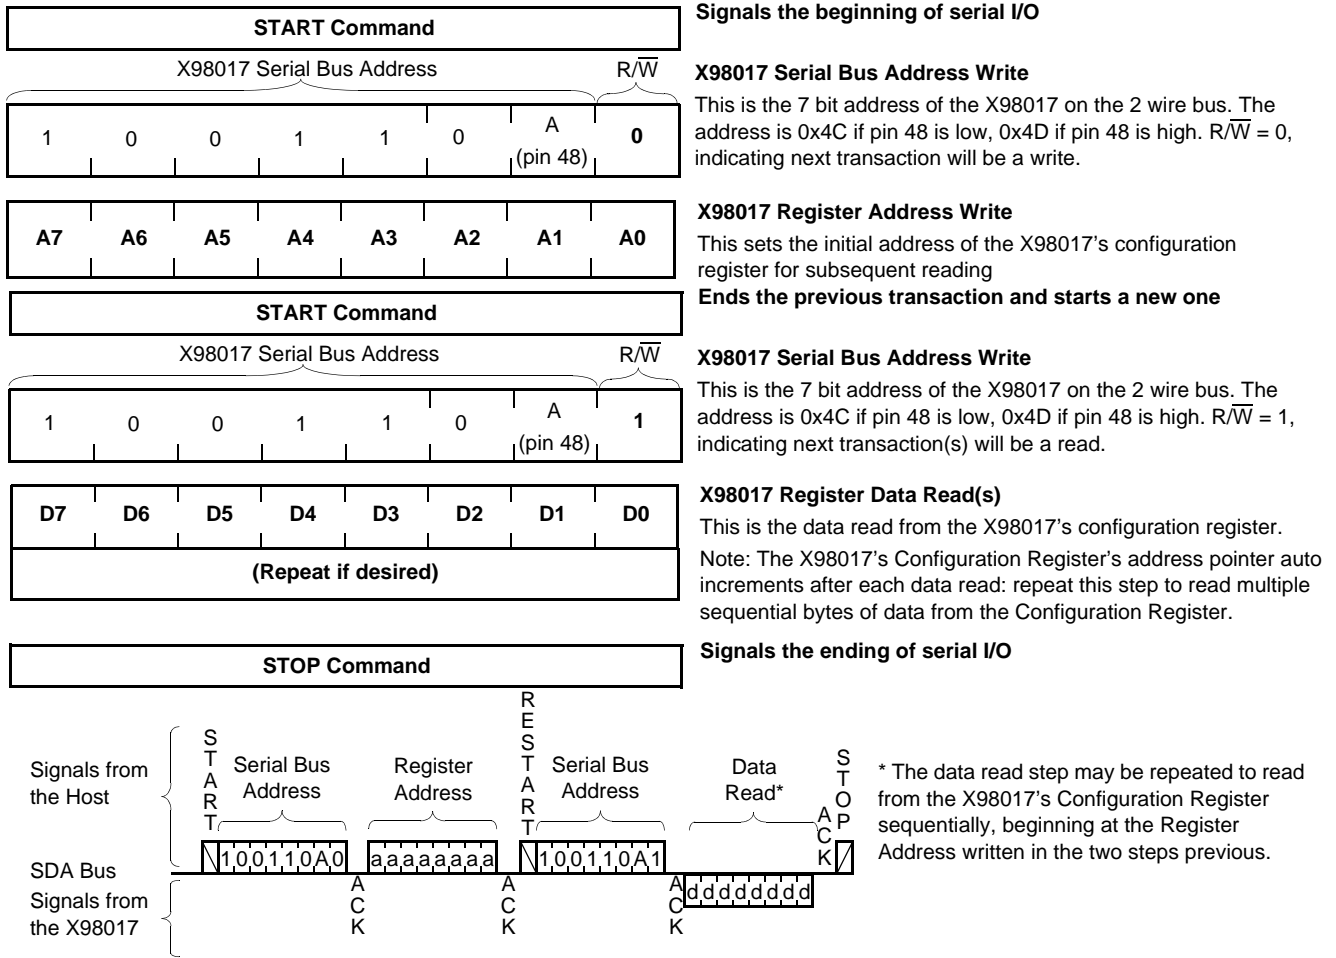 START Command
Signals the beginning of serial I/O
X98017 Serial Bus Address
R/W̅
1 0 0 1 1 0 A (pin 48) 0
X98017 Serial Bus Address Write
This is the 7 bit address of the X98017 on the 2 wire bus. The
address is 0x4C if pin 48 is low, 0x4D if pin 48 is high. R/W̅ = 0,
indicating next transaction will be a write.
A7 A6 A5 A4 A3 A2 A1 A0
X98017 Register Address Write
This sets the initial address of the X98017's configuration
register for subsequent reading
START Command
Ends the previous transaction and starts a new one
X98017 Serial Bus Address
R/W̅
1 0 0 1 1 0 A (pin 48) 1
X98017 Serial Bus Address Write
This is the 7 bit address of the X98017 on the 2 wire bus. The
address is 0x4C if pin 48 is low, 0x4D if pin 48 is high. R/W̅ = 1,
indicating next transaction(s) will be a read.
D7 D6 D5 D4 D3 D2 D1 D0
(Repeat if desired)
X98017 Register Data Read(s)
This is the data read from the X98017's configuration register.
Note: The X98017's Configuration Register's address pointer auto
increments after each data read: repeat this step to read multiple
sequential bytes of data from the Configuration Register.
STOP Command
Signals the ending of serial I/O
Signals from
the Host
START
Serial Bus
Address
Register
Address
RESTART
Serial Bus
Address
Data
Read*
ACK
STOP
* The data read step may be repeated to read
from the X98017's Configuration Register
sequentially, beginning at the Register
Address written in the two steps previous.
SDA Bus
1 0 0 1 1 0 A 0
a a a a a a a a
1 0 0 1 1 0 A 1
Signals from
the X98017
ACK
ACK
ACK
d d d d d d d d